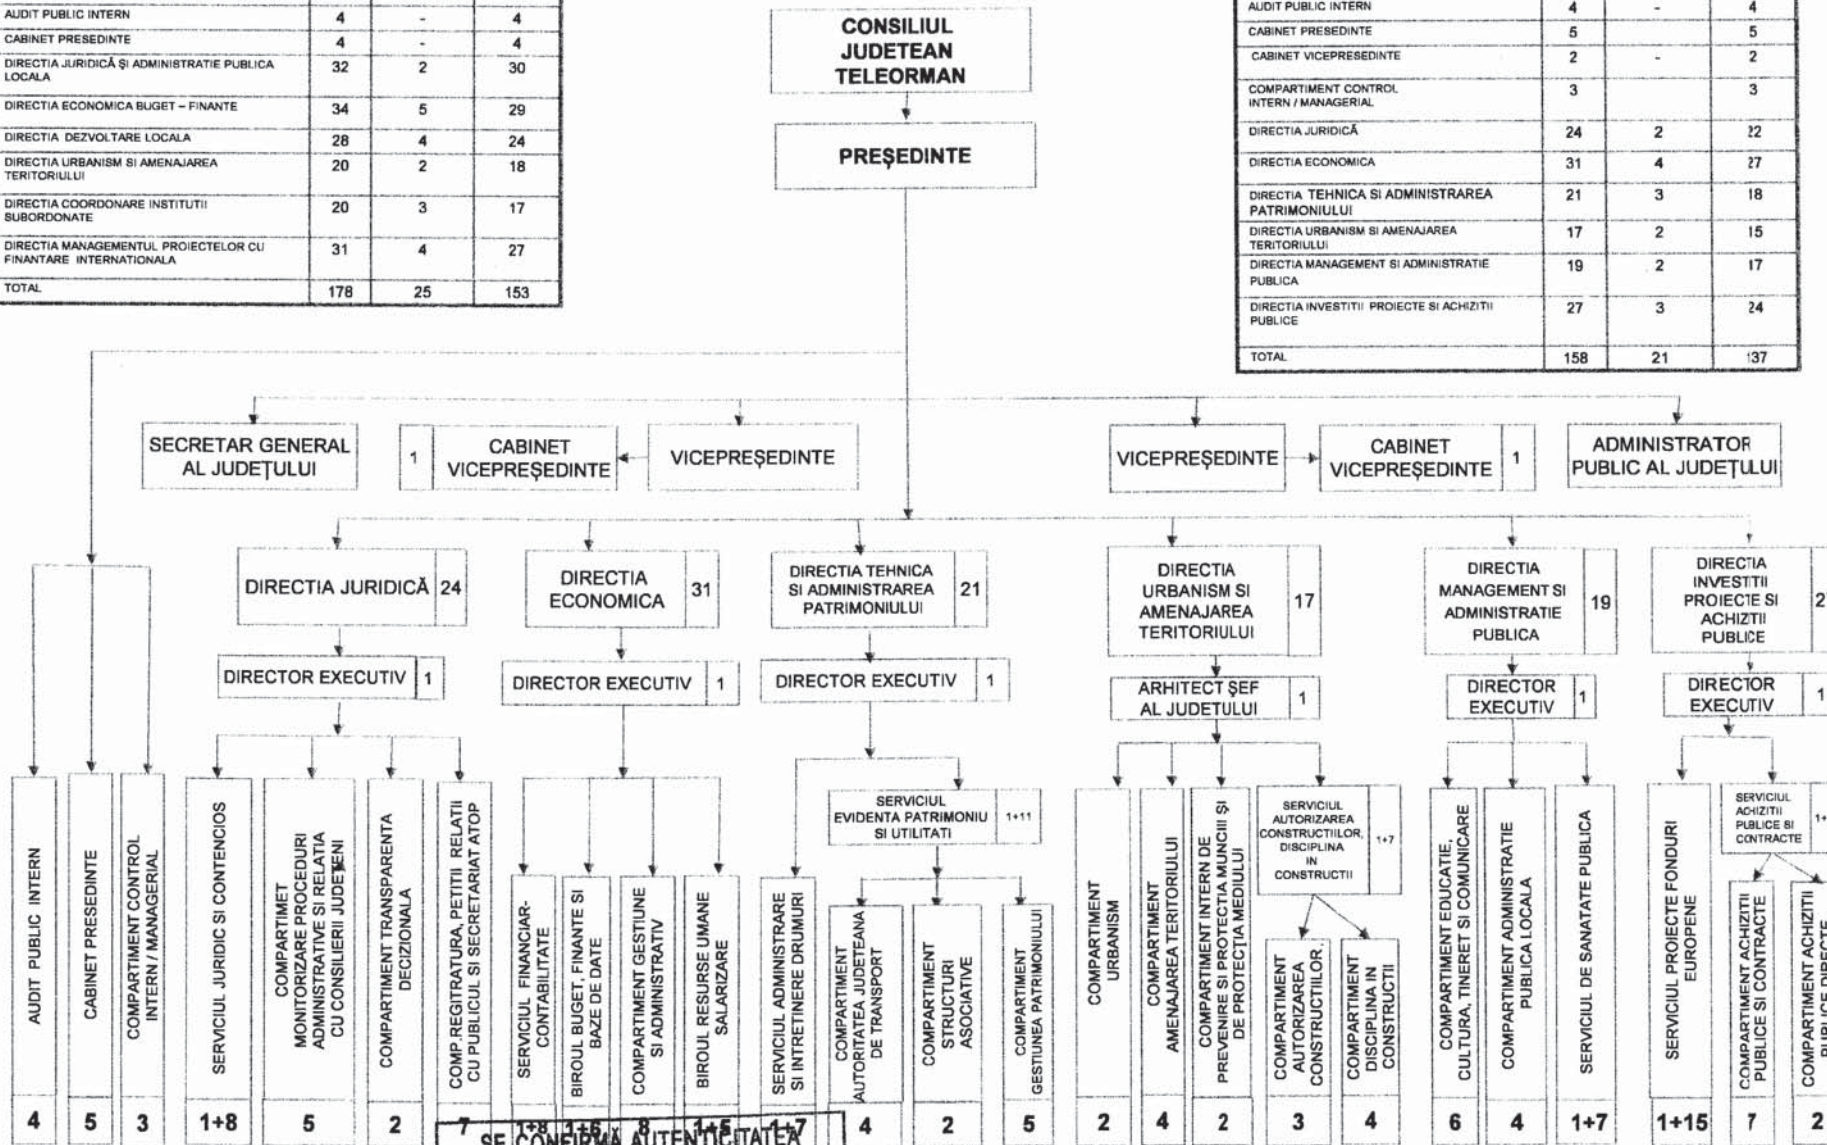 AUDIT PUBLIC INTERN 4 - 4
CABINET PRESEDINTE 4 - 4
DIRECTIA JURIDICĂ ȘI ADMINISTRATIE PUBLICA
LOCALA 32 2 30
DIRECTIA ECONOMICA BUGET – FINANTE 34 5 29
DIRECTIA DEZVOLTARE LOCALA 28 4 24
DIRECTIA URBANISM SI AMENAJAREA
TERITORIULUI 20 2 18
DIRECTIA COORDONARE INSTITUTII
SUBORDONATE 20 3 17
DIRECTIA MANAGEMENTUL PROIECTELOR CU
FINANTARE INTERNATIONALA 31 4 27
TOTAL 178 25 153
CONSILIUL
JUDETEAN
TELEORMAN
PREŞEDINTE
AUDIT PUBLIC INTERN 4 - 4
CABINET PRESEDINTE 5 5
CABINET VICEPRESEDINTE 2 - 2
COMPARTIMENT CONTROL
INTERN / MANAGERIAL 3 3
DIRECTIA JURIDICĂ 24 2 22
DIRECTIA ECONOMICA 31 4 27
DIRECTIA TEHNICA SI ADMINISTRAREA
PATRIMONIULUI 21 3 18
DIRECTIA URBANISM SI AMENAJAREA
TERITORIULUI 17 2 15
DIRECTIA MANAGEMENT SI ADMINISTRATIE
PUBLICA 19 2 17
DIRECTIA INVESTITII PROIECTE SI ACHIZITII
PUBLICE 27 3 24
TOTAL 158 21 137
SECRETAR GENERAL
AL JUDEŢULUI
1
CABINET
VICEPREŞEDINTE
VICEPREŞEDINTE
VICEPREŞEDINTE
CABINET
VICEPREŞEDINTE
1
ADMINISTRATOR
PUBLIC AL JUDEŢULUI
DIRECTIA JURIDICĂ 24
DIRECTIA
ECONOMICA
31
DIRECTIA TEHNICA
SI ADMINISTRAREA
PATRIMONIULUI
21
DIRECTIA
URBANISM SI
AMENAJAREA
TERITORIULUI
17
DIRECTIA
MANAGEMENT SI
ADMINISTRATIE
PUBLICA
19
DIRECTIA
INVESTITII
PROIECTE SI
ACHIZTII
PUBLICE
DIRECTOR EXECUTIV 1
DIRECTOR EXECUTIV 1
DIRECTOR EXECUTIV 1
ARHITECT ŞEF
AL JUDETULUI
1
DIRECTOR
EXECUTIV
1
DIRECTOR
EXECUTIV
1
AUDIT PUBLIC INTERN
4
CABINET PRESEDINTE
5
COMPARTIMENT CONTROL
INTERN / MANAGERIAL
3
SERVICIUL JURIDIC SI CONTENCIOS
1+8
COMPARTIMET
MONITORIZARE PROCEDURI
ADMINISTRATIVE SI RELATIA
CU CONSILIERII JUDEŢENI
5
COMPARTIMENT TRANSPARENTA
DECIZIONALA
2
COMP.REGITRATURA, PETITII RELATII
CU PUBLICUL SI SECRETARIAT ATOP
7
SERVICIUL FINANCIAR-
CONTABILITATE
1+8
BIROUL BUGET, FINANTE SI
BAZE DE DATE
1+6
COMPARTIMENT GESTIUNE
SI ADMINISTRATIV
8
BIROUL RESURSE UMANE
SALARIZARE
1+5
SERVICIUL ADMINISTRARE
SI INTRETINERE DRUMURI
1+7
SERVICIUL
EVIDENTA PATRIMONIU
SI UTILITATI
1+11
COMPARTIMENT
AUTORITATEA JUDEŢEANA
DE TRANSPORT
4
COMPARTIMENT
STRUCTURI
ASOCIATIVE
2
COMPARTIMENT
GESTIUNEA PATRIMONIULUI
5
COMPARTIMENT
URBANISM
2
COMPARTIMENT
AMENAJAREA TERITORIULUI
4
COMPARTIMENT INTERN DE
PREVENIRE SI PROTECTIA MUNCIII ŞI
DE PROTECŢIA MEDIULUI
2
SERVICIUL
AUTORIZAREA
CONSTRUCTIILOR,
DISCIPLINA
IN
CONSTRUCTII
1+7
COMPARTIMENT
AUTORIZAREA
CONSTRUCTIILOR
3
COMPARTIMENT
DISCIPLINA IN
CONSTRUCTII
4
COMPARTIMENT EDUCATIE,
CULTURA, TINERET SI COMUNICARE
6
COMPARTIMENT ADMINISTRATIE
PUBLICA LOCALA
4
SERVICIUL DE SANATATE PUBLICA
1+7
SERVICIUL PROIECTE FONDURI
EUROPENE
1+15
SERVICIUL
ACHIZITII
PUBLICE SI
CONTRACTE
COMPARTIMENT ACHIZITII
PUBLICE SI CONTRACTE
7
COMPARTIMENT ACHIZITII
PUBLICE DIRECTE
2
SE CONFIRMĂ AUTENTICITATEA